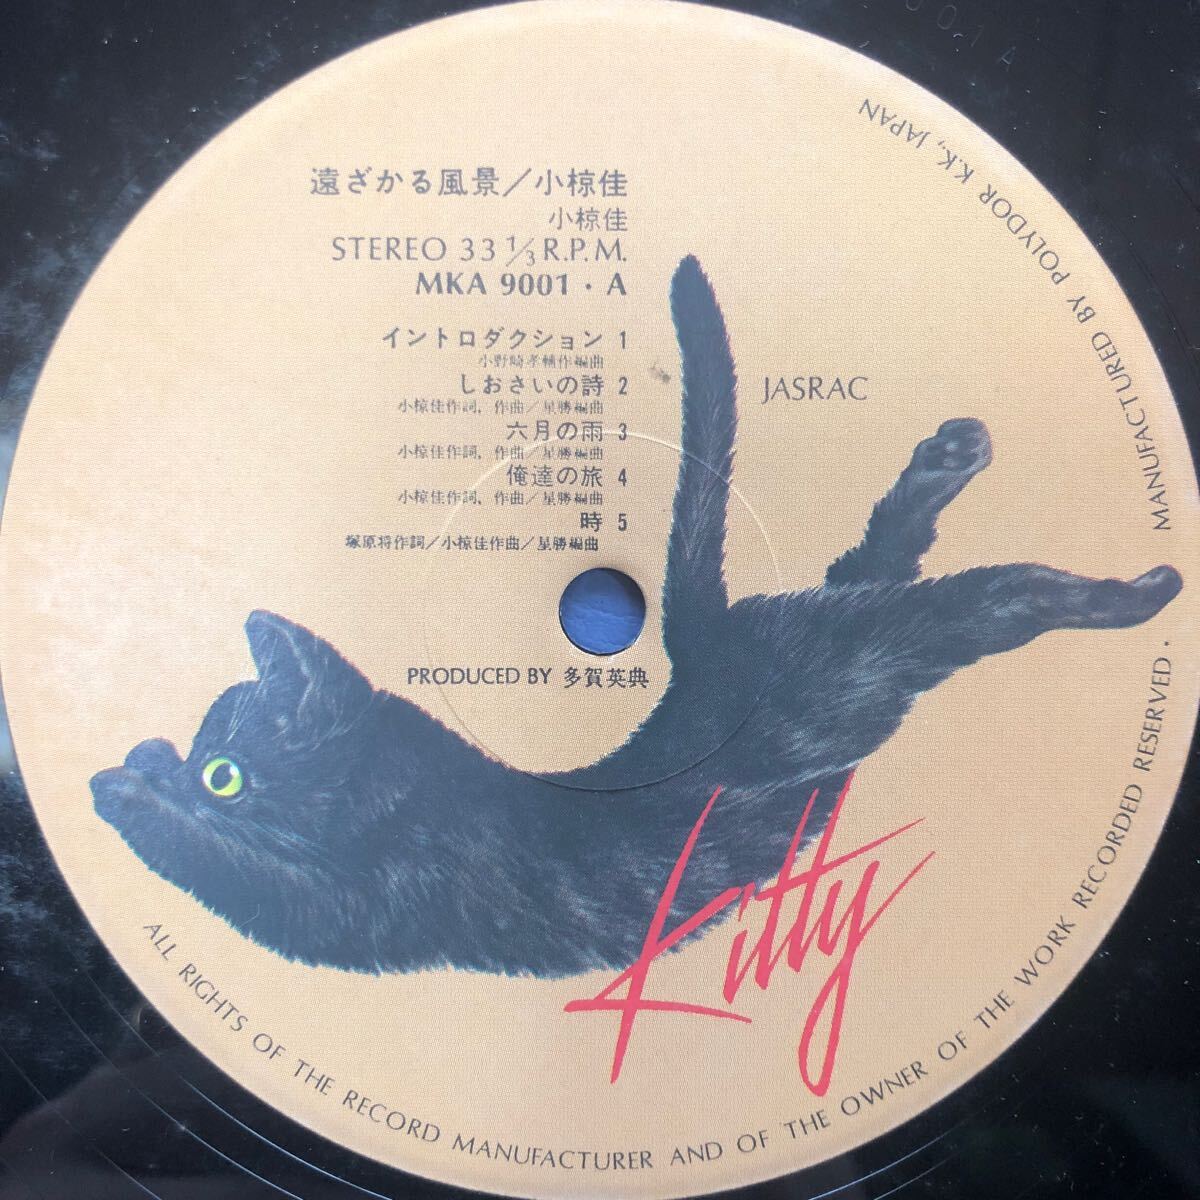 遠ざかる風景／小椋佳
小椋佳
STEREO 33 1/3 R.P.M.
MKA 9001・A
イントロダクション 1
小野崎孝輔作編曲
しおさいの詩 2
小椋佳作詞，作曲／星勝編曲
六月の雨 3
小椋佳作詞，作曲／星勝編曲
俺達の旅 4
小椋佳作詞，作曲／星勝編曲
時 5
塚原将作詞／小椋佳作曲／星勝編曲
JASRAC
PRODUCED BY 多賀英典
Kitty
ALL RIGHTS OF THE RECORD MANUFACTURER AND OF THE OWNER OF THE WORK RECORDED RESERVED・MANUFACTURED BY POLYDOR K.K., JAPAN